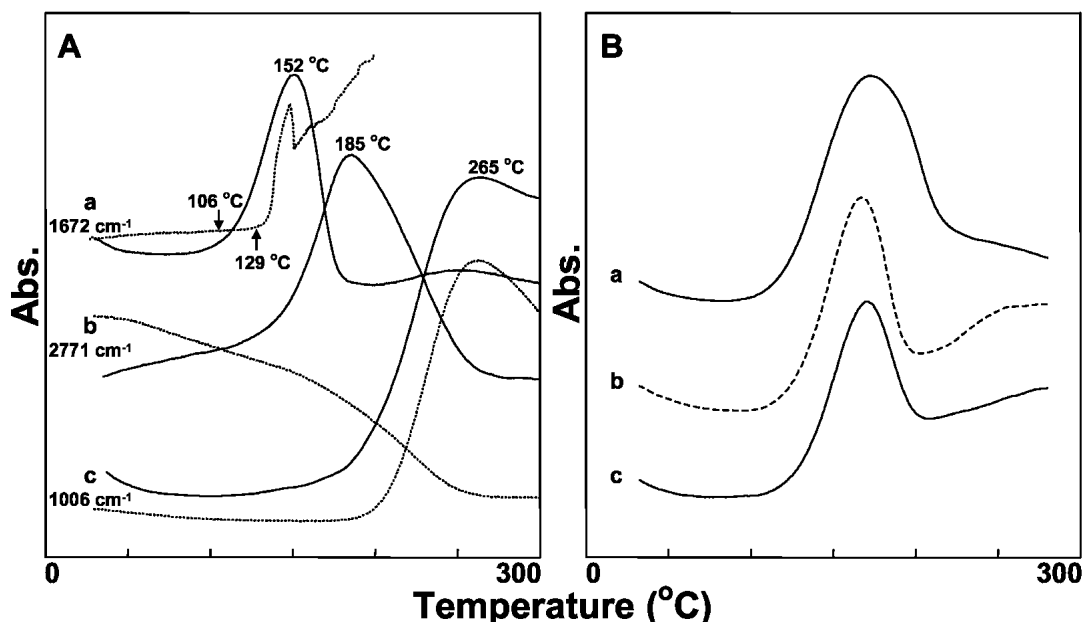 A
152 °C
185 °C
265 °C
106 °C
a
1672 cm-1
129 °C
b
2771 cm-1
c
1006 cm-1
Abs.
0
300
B
a
b
c
Abs.
0
300
Temperature (°C)